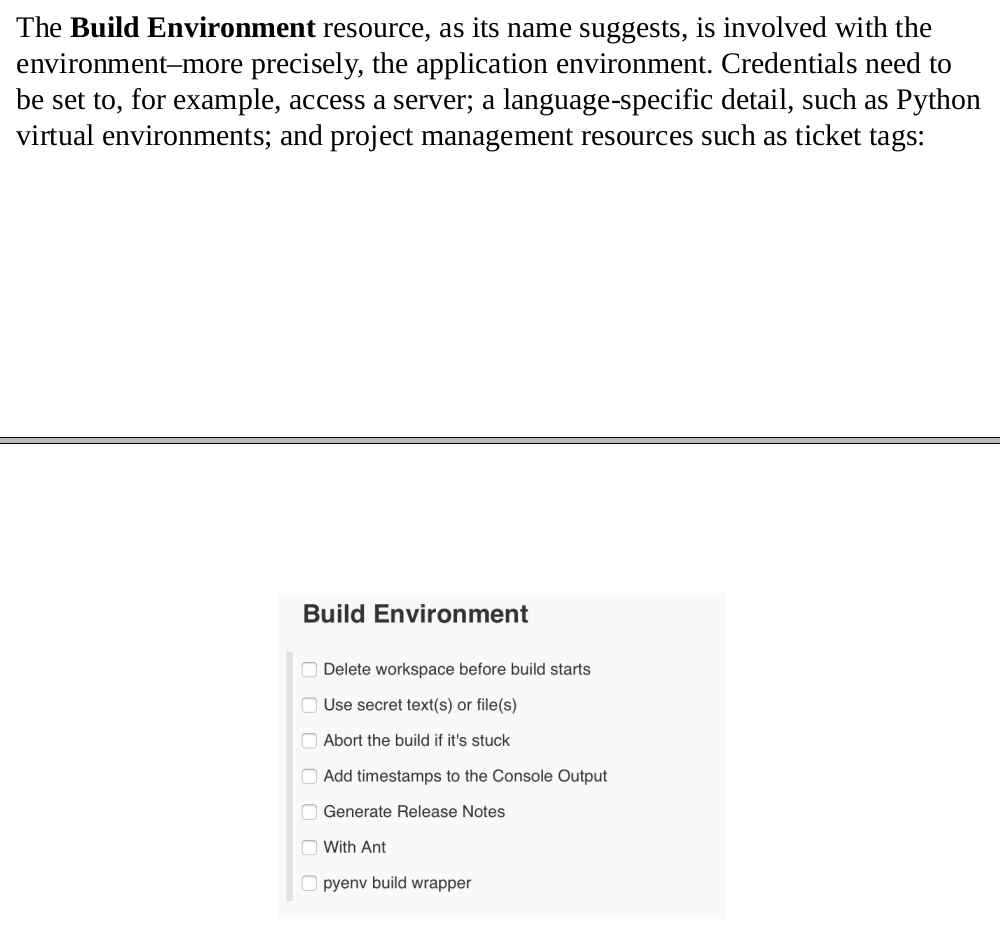 The Build Environment resource, as its name suggests, is involved with the
environment–more precisely, the application environment. Credentials need to
be set to, for example, access a server; a language-specific detail, such as Python
virtual environments; and project management resources such as ticket tags:
Build Environment
Delete workspace before build starts
Use secret text(s) or file(s)
Abort the build if it's stuck
Add timestamps to the Console Output
Generate Release Notes
With Ant
pyenv build wrapper